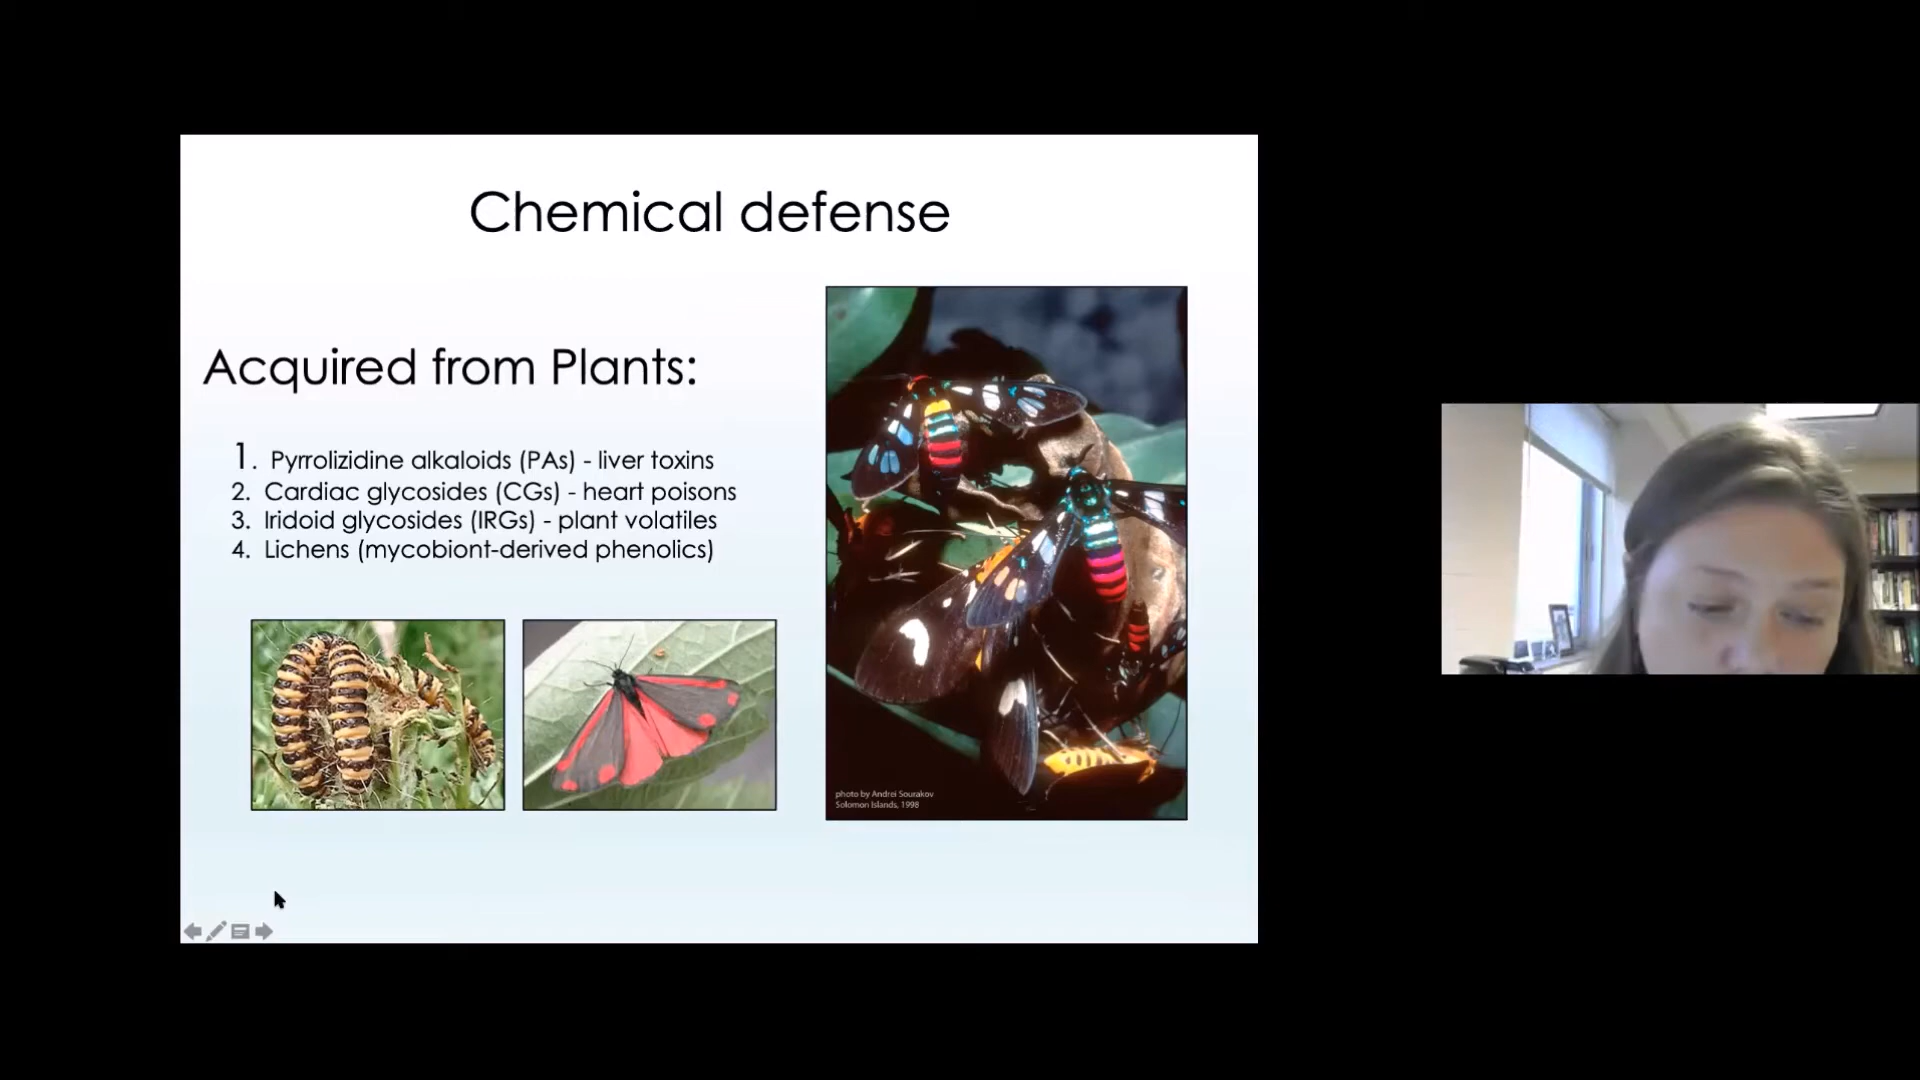 Chemical defense
Acquired from Plants:
1. Pyrrolizidine alkaloids (PAs) - liver toxins
2. Cardiac glycosides (CGs) - heart poisons
3. Iridoid glycosides (IRGs) - plant volatiles
4. Lichens (mycobiont-derived phenolics)
photo by Andrei Sourakov
Solomon Islands, 1998